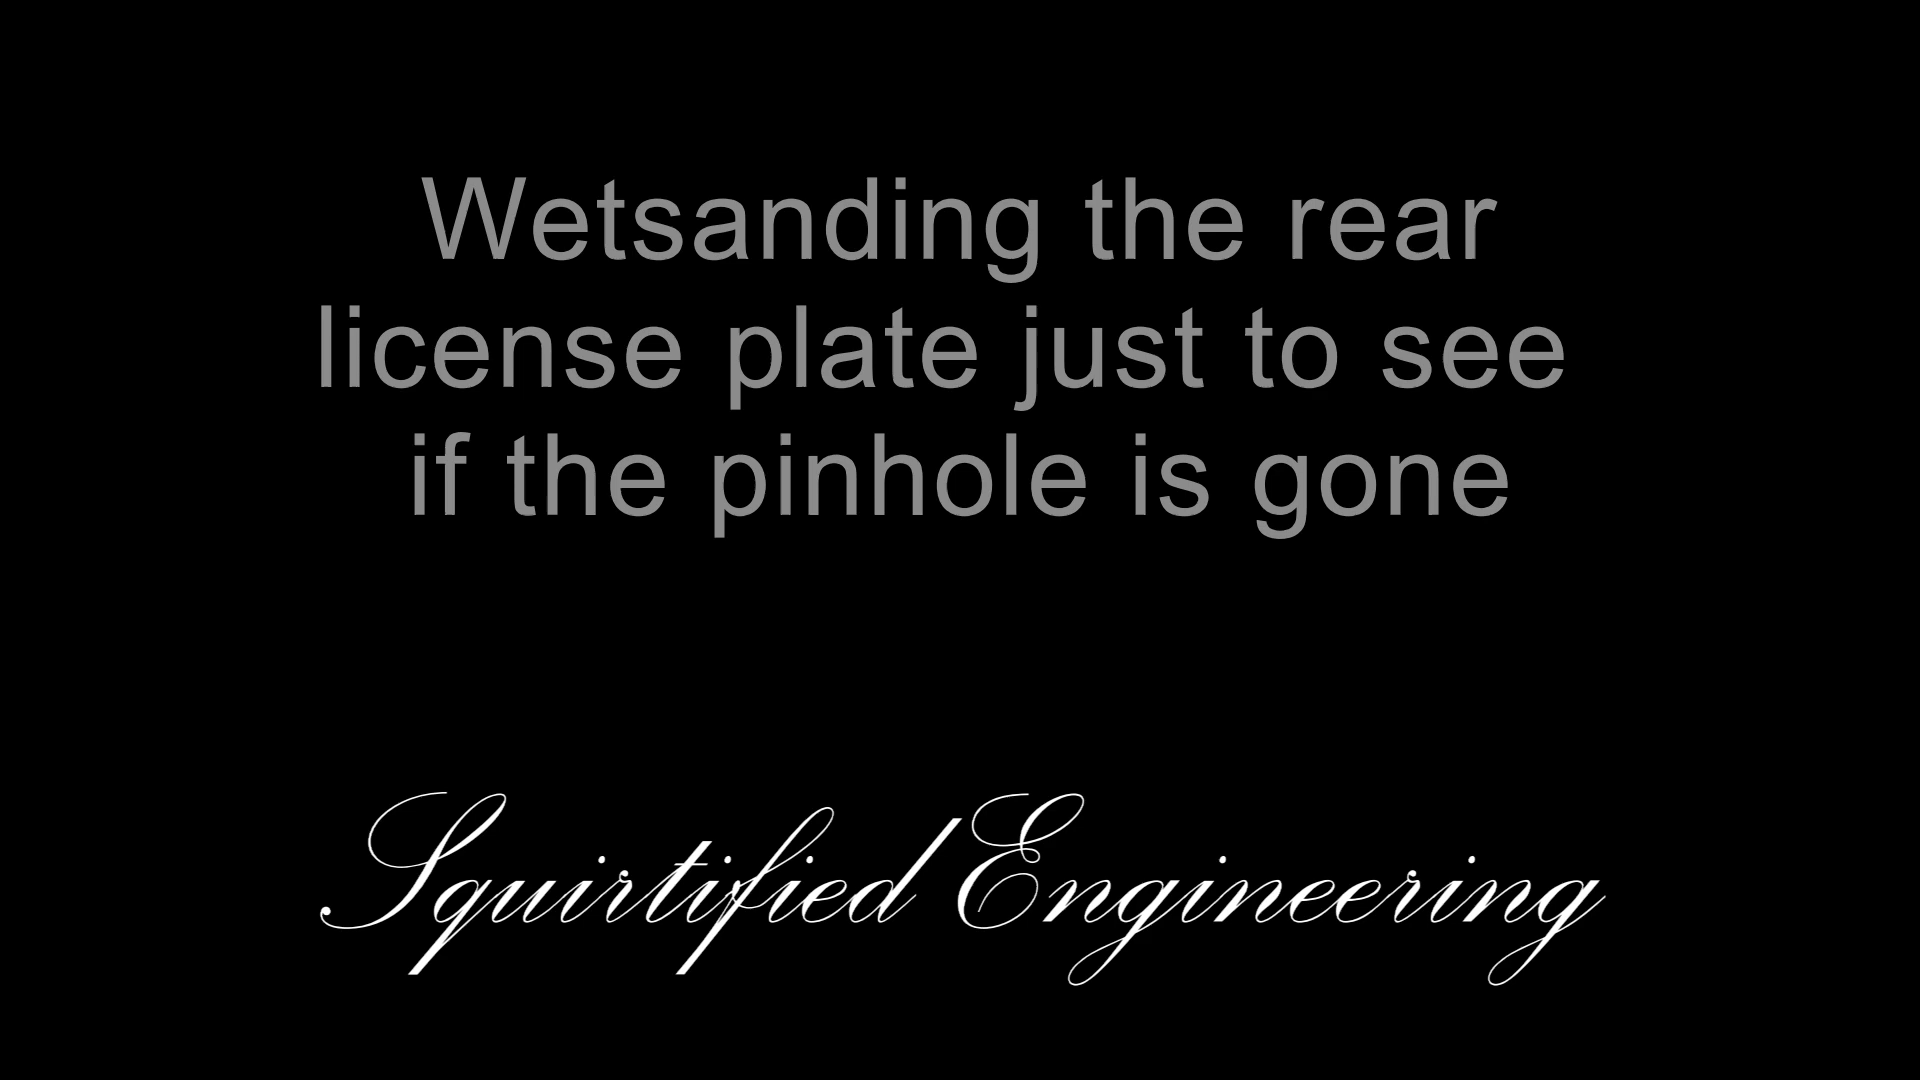 Wetsanding the rear
license plate just to see
if the pinhole is gone
Squirtified Engineering